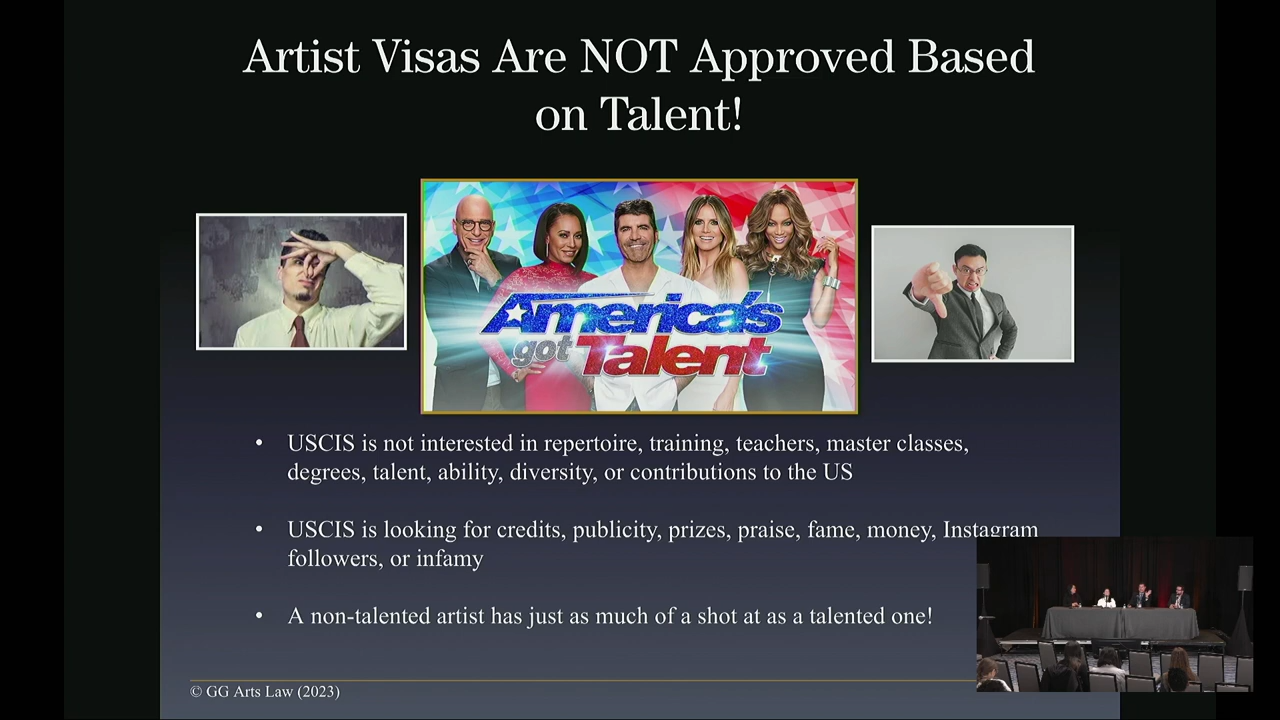 Artist Visas Are NOT Approved Based
on Talent!
America's
got Talent
• USCIS is not interested in repertoire, training, teachers, master classes,
degrees, talent, ability, diversity, or contributions to the US
• USCIS is looking for credits, publicity, prizes, praise, fame, money, Instagram
followers, or infamy
• A non-talented artist has just as much of a shot at as a talented one!
© GG Arts Law (2023)